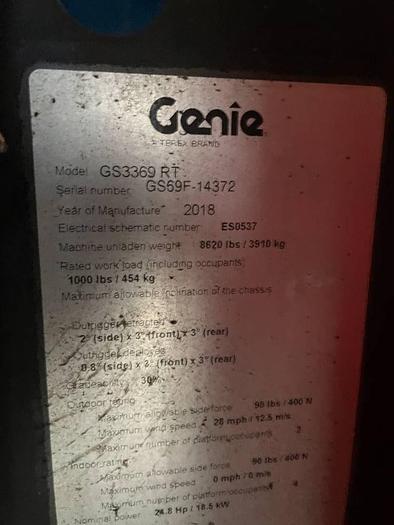 Genie
A TEREX BRAND
Model GS3369 RT
Serial number GS69F-14372
Year of Manufacture 2018
Electrical schematic number ES0537
Machine unladen weight 8620 lbs / 3910 kg
Rated work load (including occupants)
1000 lbs / 454 kg
Maximum allowable inclination of the chassis
Outrigger retracted
2° (side) x 3° (front) x 3° (rear)
Outrigger deployed
0.8° (side) x 3° (front) x 3° (rear)
Gradeability 30%
Outdoor rating
Maximum allowable side force 90 lbs / 400 N
Maximum wind speed 28 mph / 12.5 m/s
Maximum number of platform occupants 2
Indoor rating
Maximum allowable side force 90 lbs / 400 N
Maximum wind speed 0 mph / 0 m/s
Maximum number of platform occupants 4
Nominal power 24.8 Hp / 18.5 kW